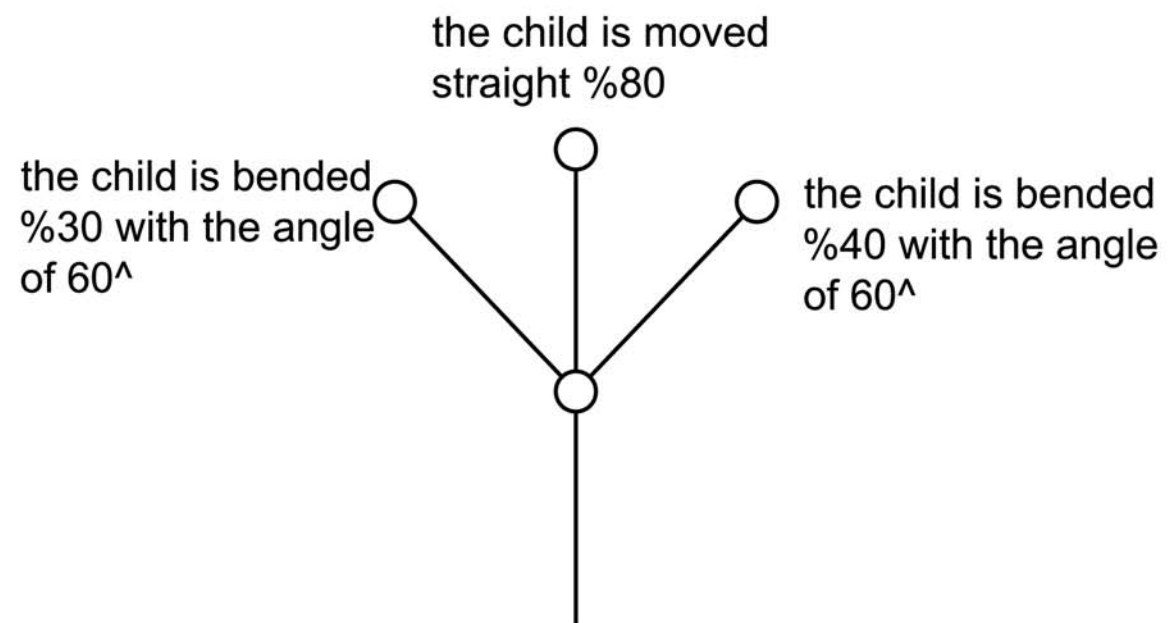 the child is moved
straight %80
the child is bended
%30 with the angle
of 60^
the child is bended
%40 with the angle
of 60^